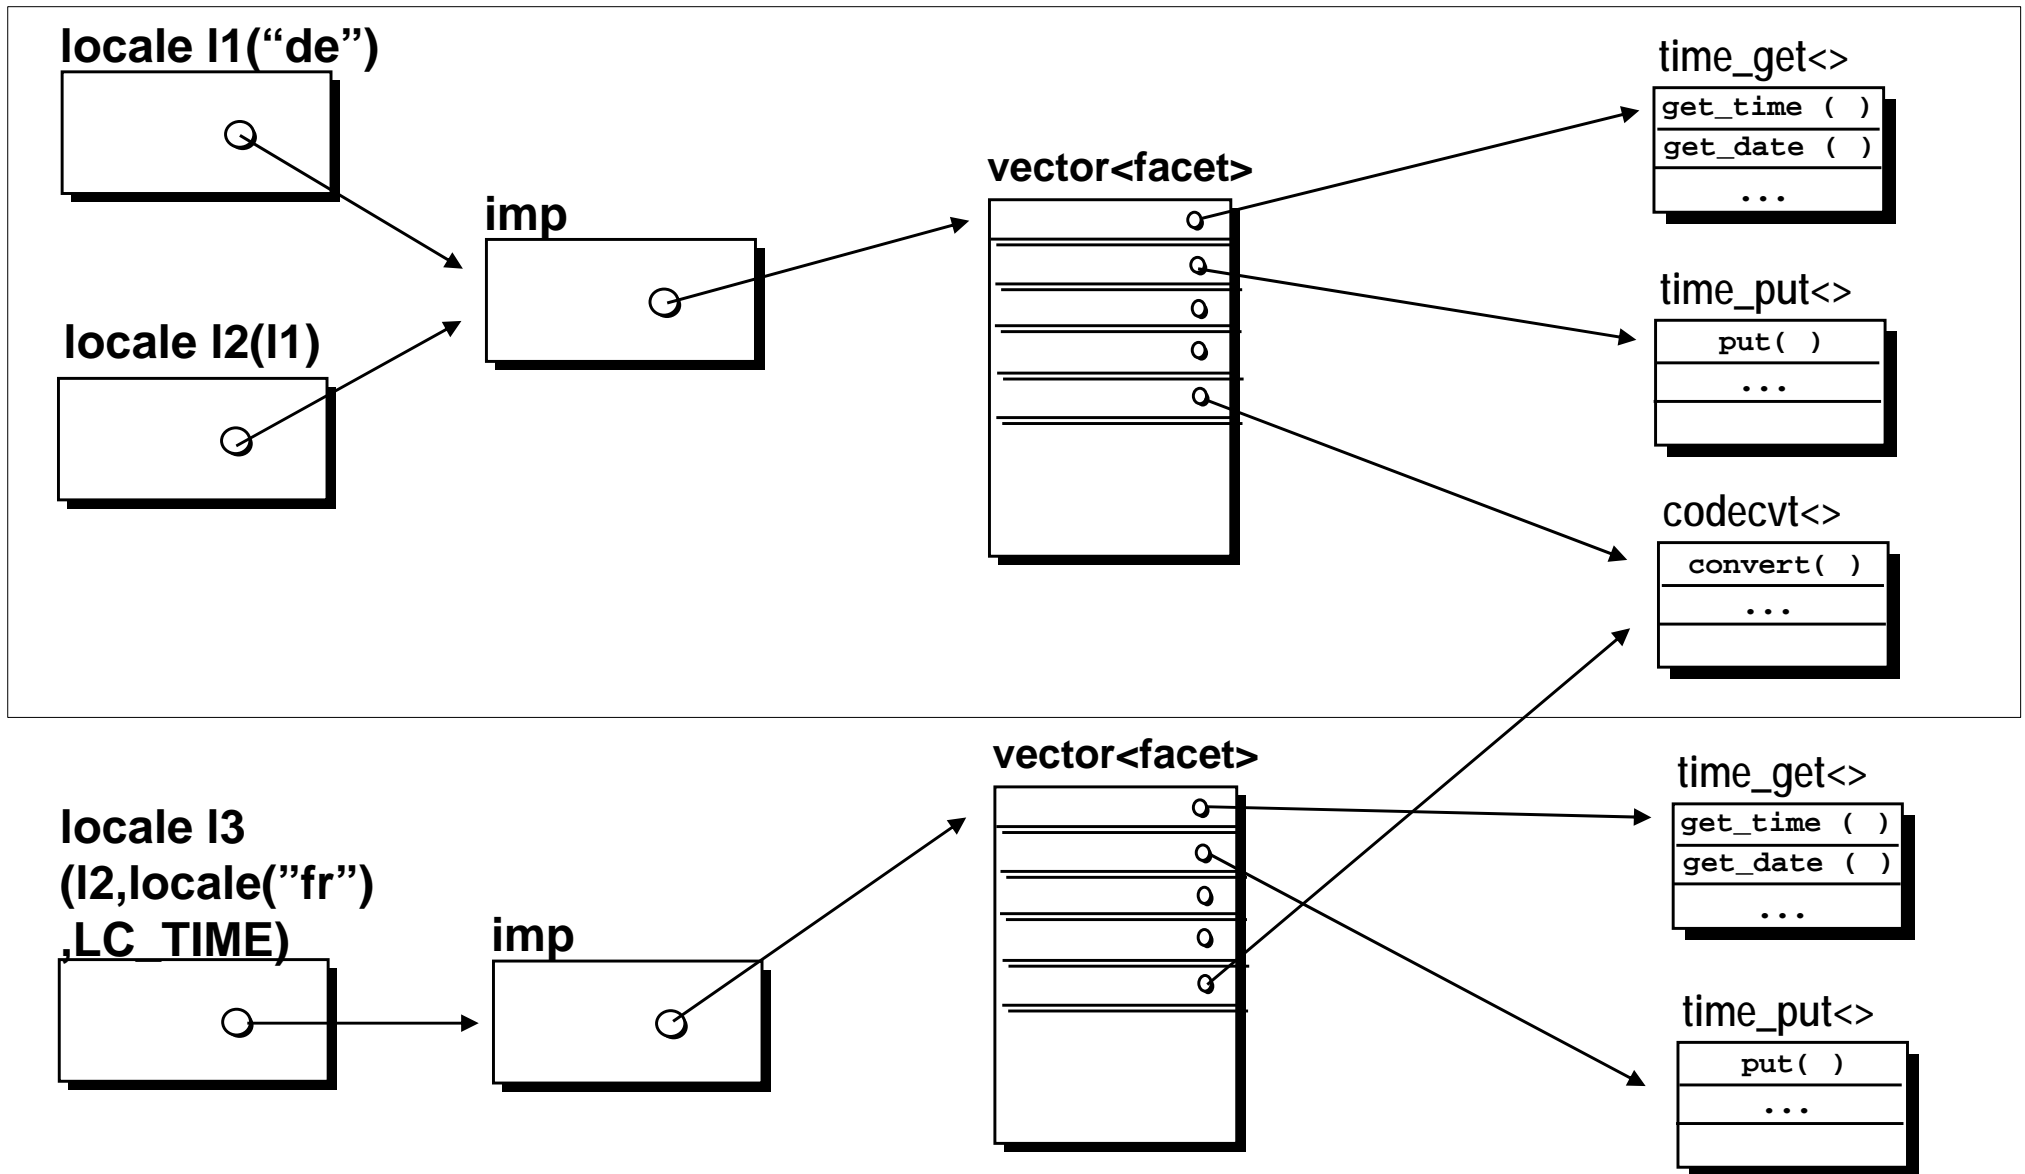 locale l1(“de”)
time_get<>
get_time ( )
get_date ( )
...
vector<facet>
imp
time_put<>
put( )
...
locale l2(l1)
codecvt<>
convert( )
...
vector<facet>
time_get<>
get_time ( )
get_date ( )
...
locale l3
(l2,locale(”fr”)
,LC_TIME)
imp
time_put<>
put( )
...